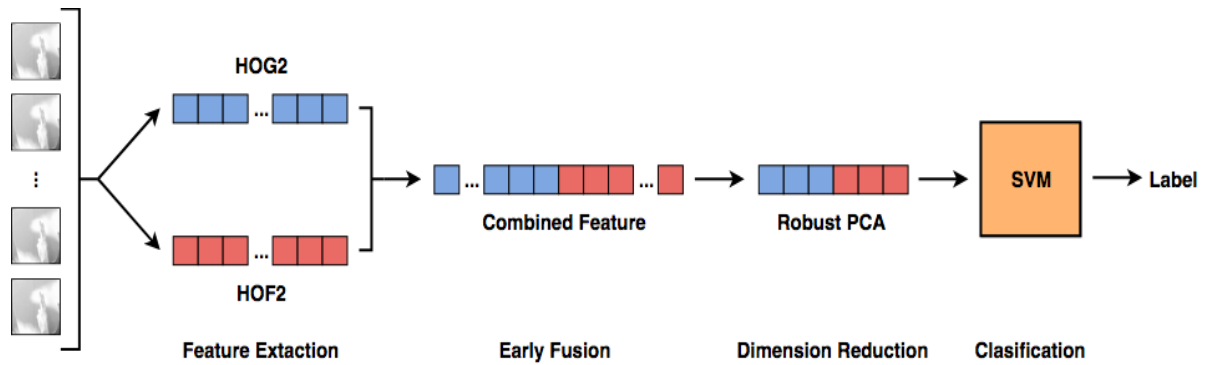 HOG2
...
...
HOF2
... ...
Combined Feature
Robust PCA
SVM
Label
Feature Extaction
Early Fusion
Dimension Reduction
Clasification